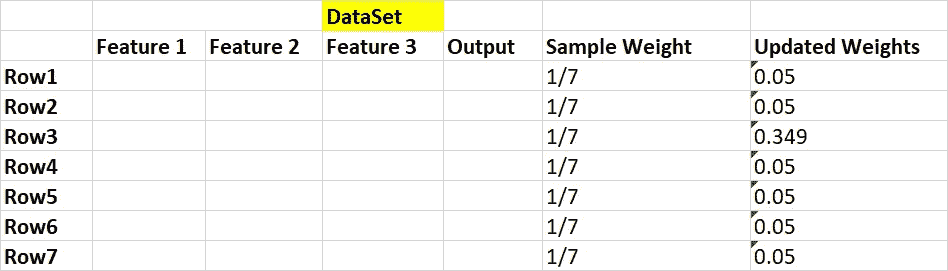 DataSet
Feature 1 Feature 2 Feature 3 Output Sample Weight Updated Weights
Row1 1/7 0.05
Row2 1/7 0.05
Row3 1/7 0.349
Row4 1/7 0.05
Row5 1/7 0.05
Row6 1/7 0.05
Row7 1/7 0.05